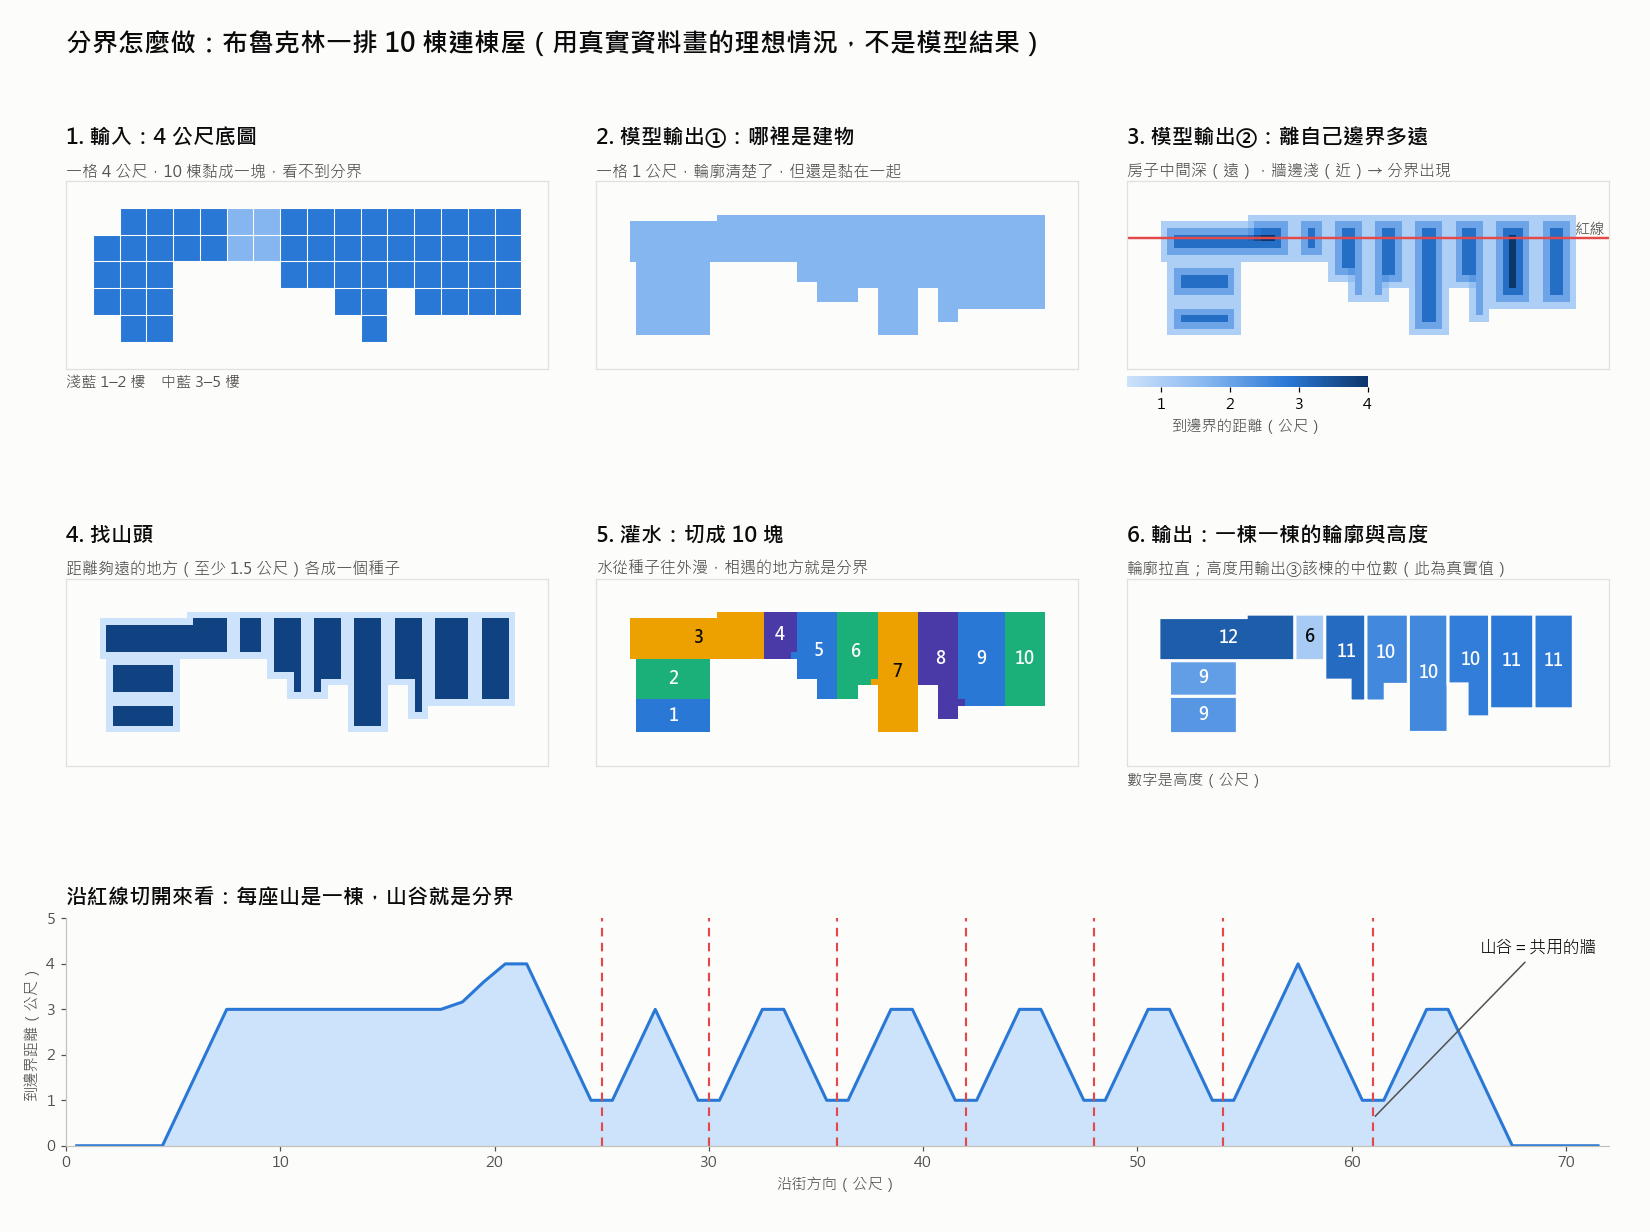 分界怎麼做：布魯克林一排 10 棟連棟屋（用真實資料畫的理想情況，不是模型結果）
1. 輸入：4 公尺底圖
一格 4 公尺，10 棟黏成一塊，看不到分界
淺藍 1–2 樓 中藍 3–5 樓
2. 模型輸出①：哪裡是建物
一格 1 公尺，輪廓清楚了，但還是黏在一起
3. 模型輸出②：離自己邊界多遠
房子中間深（遠），牆邊淺（近）→ 分界出現
紅線
1 2 3 4
到邊界的距離（公尺）
4. 找山頭
距離夠遠的地方（至少 1.5 公尺）各成一個種子
5. 灌水：切成 10 塊
水從種子往外漫，相遇的地方就是分界
3 4 5 6 7 8 9 10
2
1
6. 輸出：一棟一棟的輪廓與高度
輪廓拉直；高度用輸出③該棟的中位數（此為真實值）
12 6 11 10 10 10 11 11
9
9
數字是高度（公尺）
沿紅線切開來看：每座山是一棟，山谷就是分界
山谷 = 共用的牆
到邊界距離（公尺）
5
4
3
2
1
0
0 10 20 30 40 50 60 70
沿街方向（公尺）